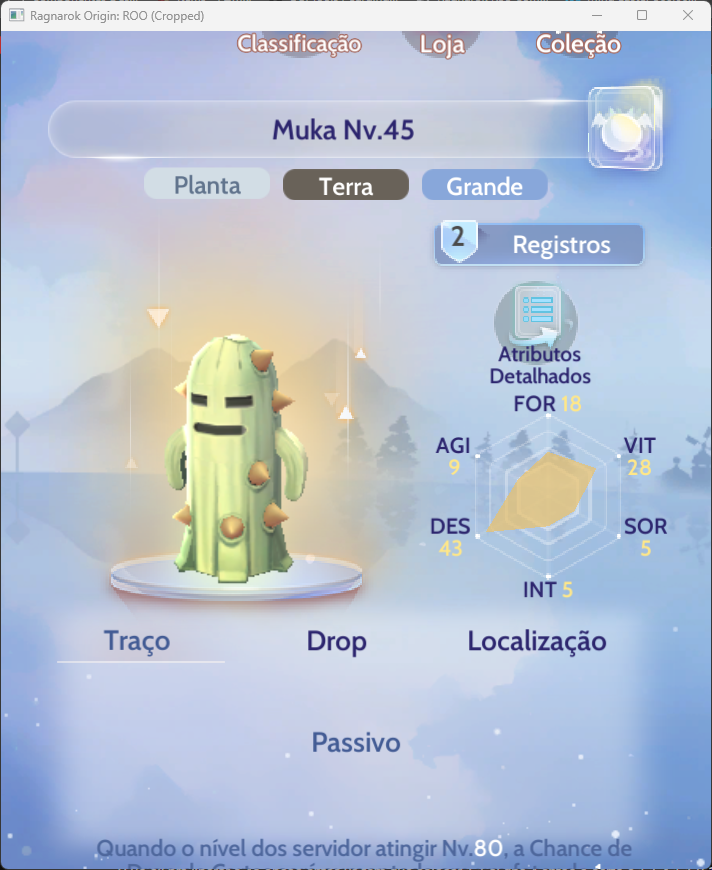 Ragnarok Origin: ROO (Cropped)
Classificação Loja Coleção
Muka Nv.45
Planta Terra Grande
2 Registros
Atributos
Detalhados
FOR 18
AGI VIT
9 28
DES SOR
43 5
INT 5
Traço Drop Localização
Passivo
Quando o nível dos servidor atingir Nv.80, a Chance de